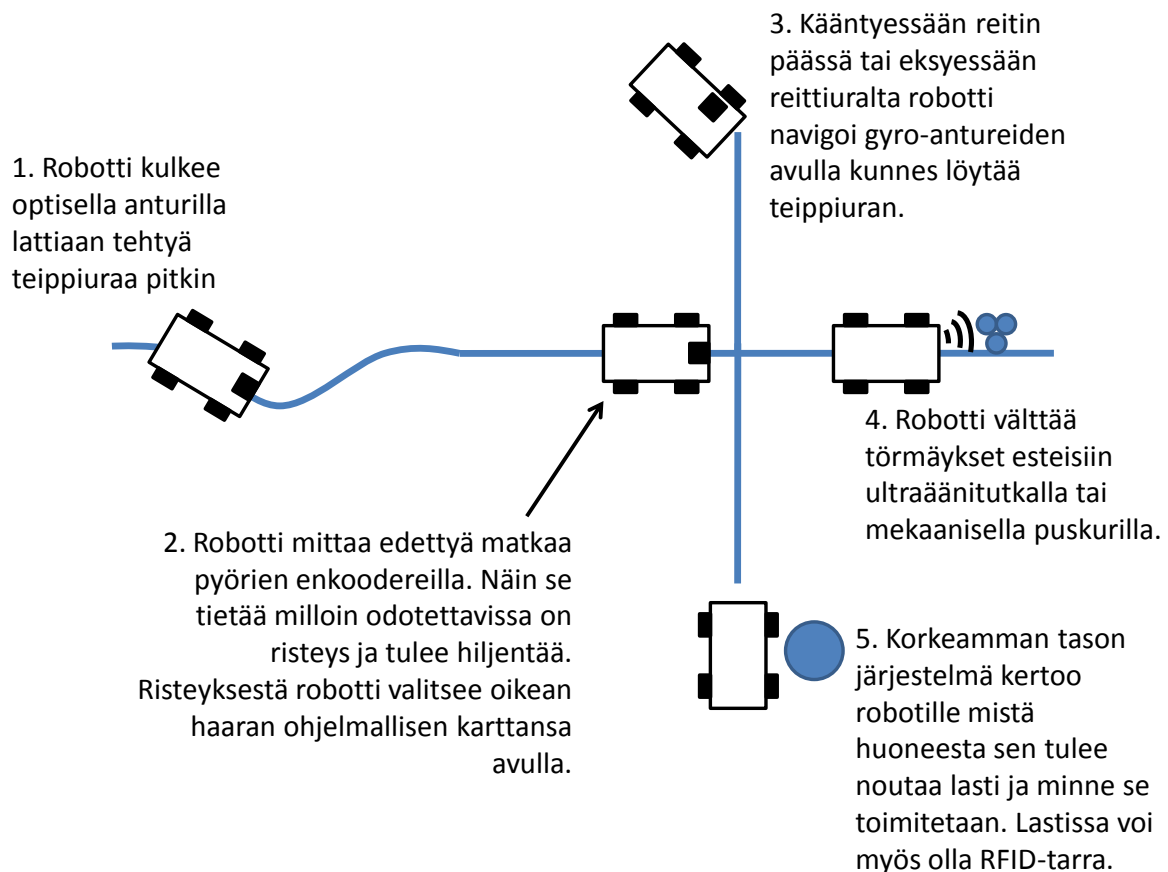 1. Robotti kulkee
optisella anturilla
lattiaan tehtyä
teippiuraa pitkin
2. Robotti mittaa edettyä matkaa
pyörien enkoodereilla. Näin se
tietää milloin odotettavissa on
risteys ja tulee hiljentää.
Risteyksestä robotti valitsee oikean
haaran ohjelmallisen karttansa
avulla.
3. Kääntyessään reitin
päässä tai eksyessään
reittiuralta robotti
navigoi gyro-antureiden
avulla kunnes löytää
teippiuran.
4. Robotti välttää
törmäykset esteisiin
ultraäänitutkalla tai
mekaanisella puskurilla.
5. Korkeamman tason
järjestelmä kertoo
robotille mistä
huoneesta sen tulee
noutaa lasti ja minne se
toimitetaan. Lastissa voi
myös olla RFID-tarra.